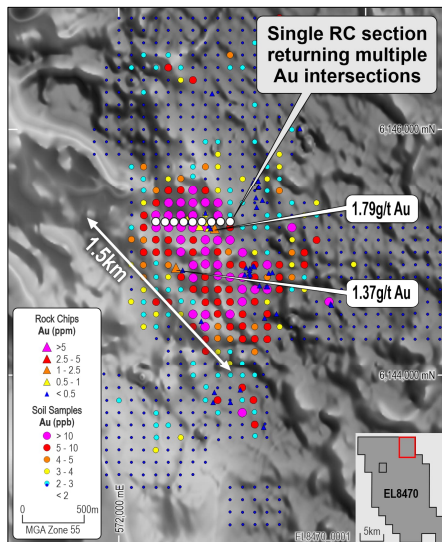 Single RC section
returning multiple
Au intersections
6,146,000 mN
1.79g/t Au
1.5km
1.37g/t Au
Rock Chips
Au (ppm)
>5
2.5 - 5
1 - 2.5
0.5 - 1
< 0.5
Soil Samples
Au (ppb)
> 10
5 - 10
4 - 5
3 - 4
2 - 3
< 2
0 500m
MGA Zone 55
6,144,000 mN
572,000 mE
EL8470
5km
EL8470_0001